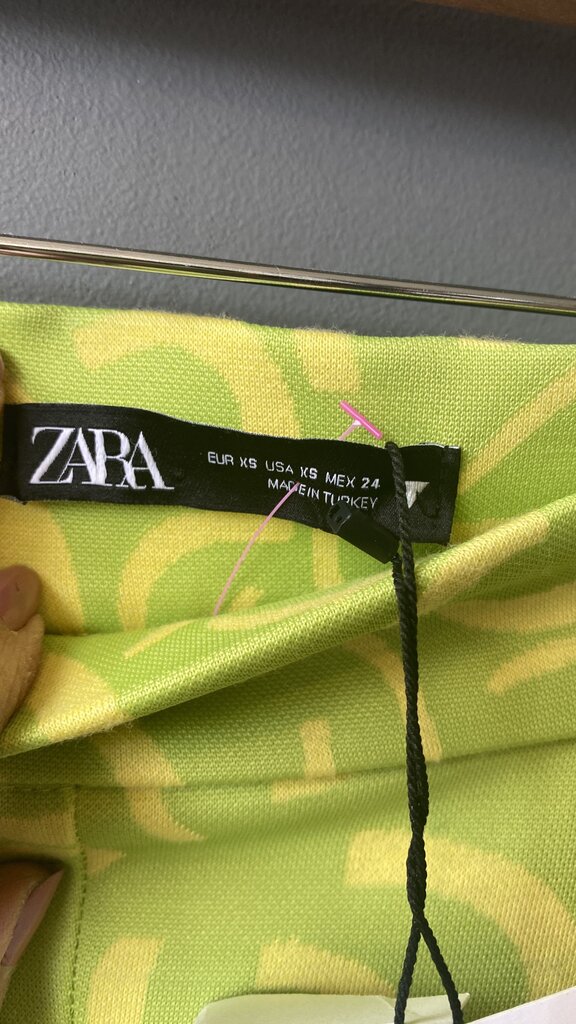 ZARA
EUR XS USA XS MEX 24
MADE IN TURKEY